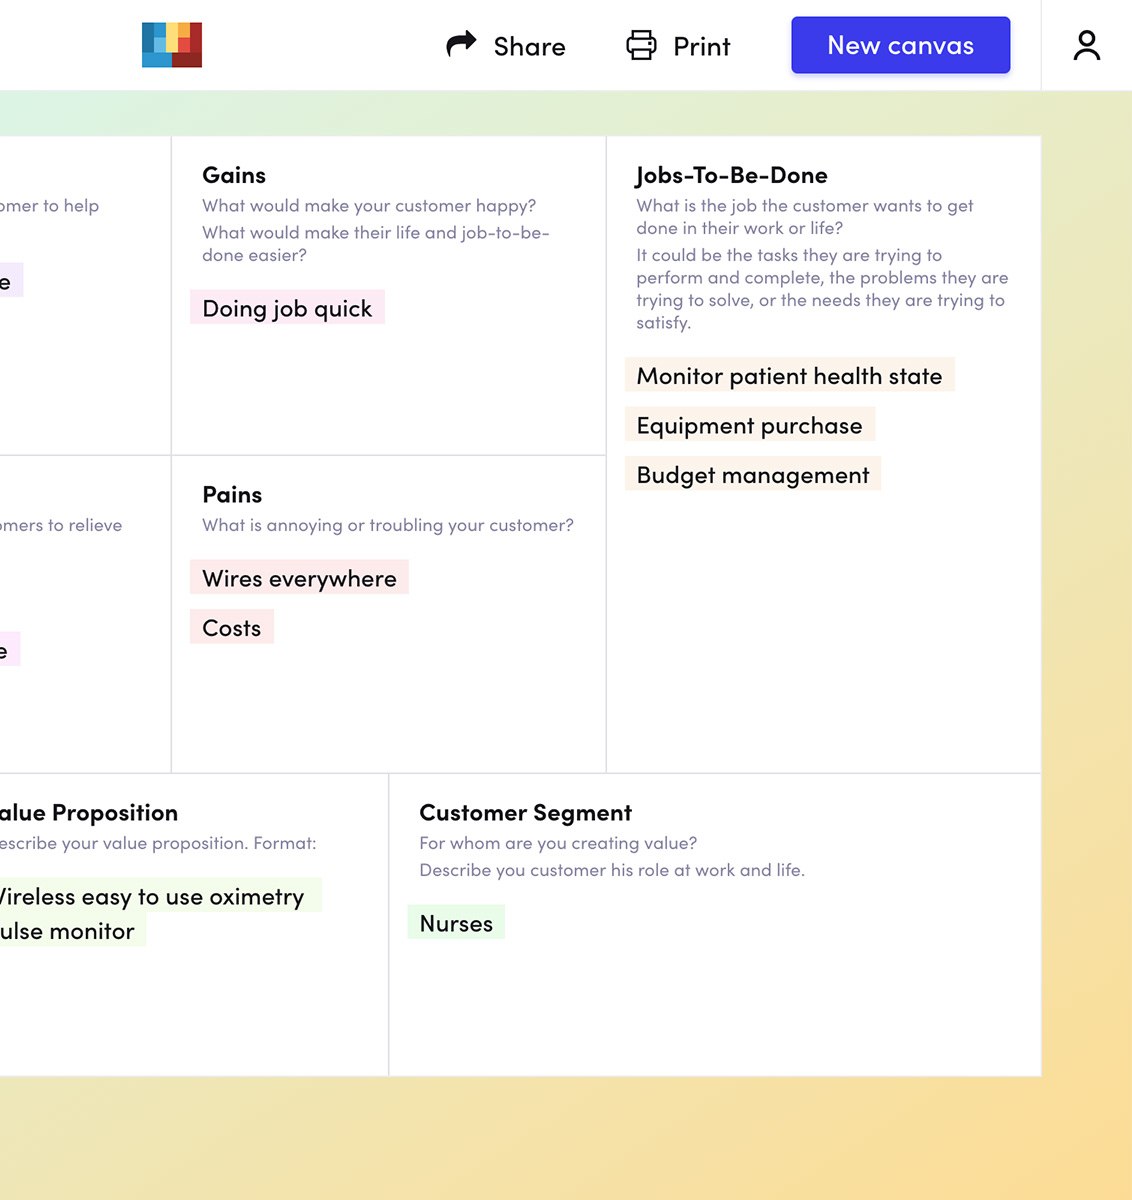 Share
Print
New canvas
omer to help
e
Gains
What would make your customer happy?
What would make their life and job-to-be-
done easier?
Doing job quick
Jobs-To-Be-Done
What is the job the customer wants to get
done in their work or life?
It could be the tasks they are trying to
perform and complete, the problems they are
trying to solve, or the needs they are trying to
satisfy.
Monitor patient health state
Equipment purchase
Budget management
omers to relieve
e
Pains
What is annoying or troubling your customer?
Wires everywhere
Costs
alue Proposition
escribe your value proposition. Format:
Wireless easy to use oximetry
ulse monitor
Customer Segment
For whom are you creating value?
Describe you customer his role at work and life.
Nurses